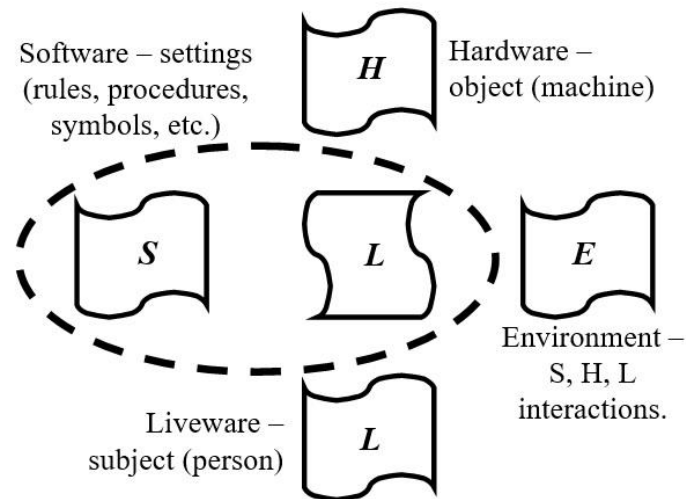 Software – settings
(rules, procedures,
symbols, etc.)
H
Hardware –
object (machine)
S
L
E
Environment –
S, H, L
interactions.
Liveware –
subject (person)
L